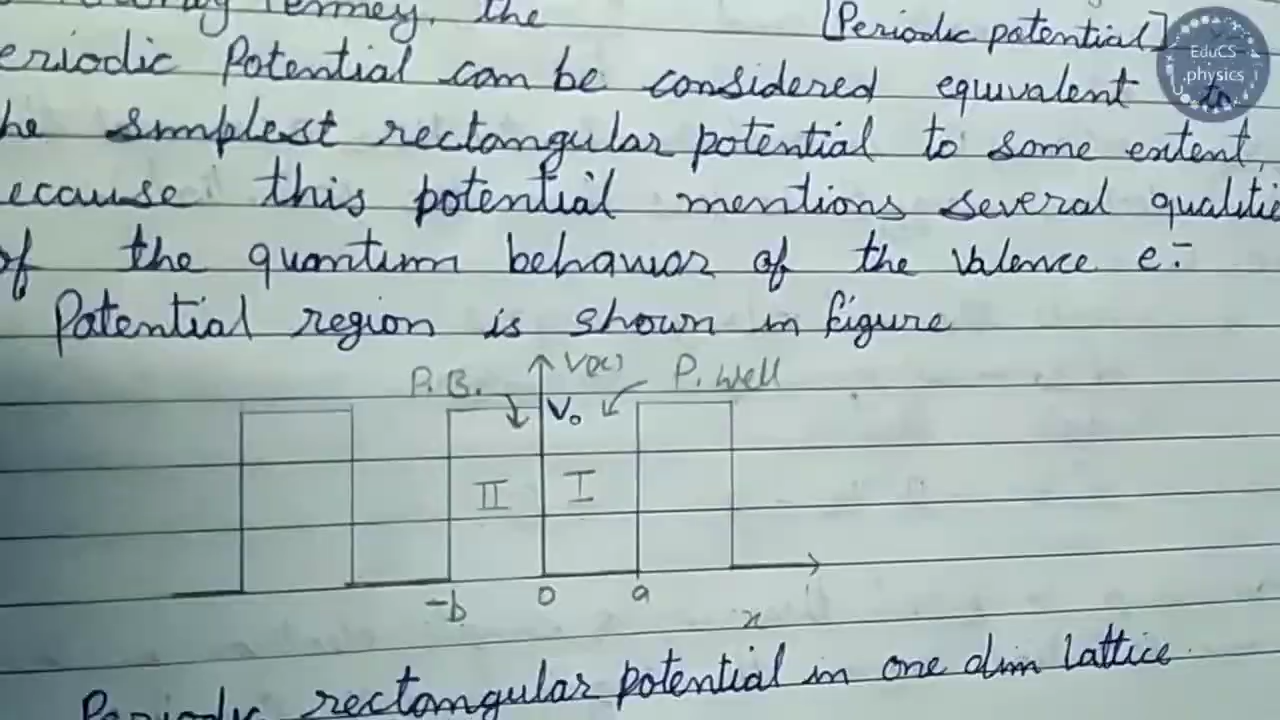 the
[Periodic potential]
EduCS
.physics
eriodic Potential can be considered equivalent to
he simplest rectangular potential to some extent,
ecause this potential mentions several qualitie
of the quantum behavior of the Valence e-
Potential region is shown in figure
P.B. V(x) P. Well
V₀
II I
-b 0 a
x
Periodic rectangular potential in one dim lattice